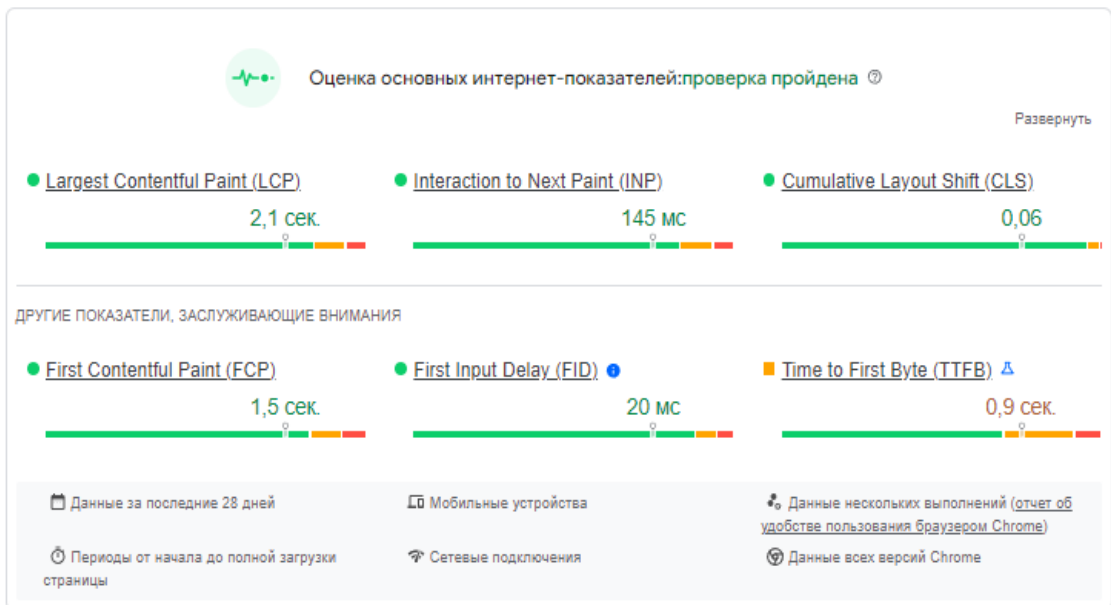 Оценка основных интернет-показателей:проверка пройдена
Развернуть
Largest Contentful Paint (LCP)
2,1 сек.
Interaction to Next Paint (INP)
145 мс
Cumulative Layout Shift (CLS)
0,06
ДРУГИЕ ПОКАЗАТЕЛИ, ЗАСЛУЖИВАЮЩИЕ ВНИМАНИЯ
First Contentful Paint (FCP)
1,5 сек.
First Input Delay (FID)
20 мс
Time to First Byte (TTFB)
0,9 сек.
Данные за последние 28 дней
Мобильные устройства
Данные нескольких выполнений (отчет об
удобстве пользования браузером Chrome)
Периоды от начала до полной загрузки
страницы
Сетевые подключения
Данные всех версий Chrome